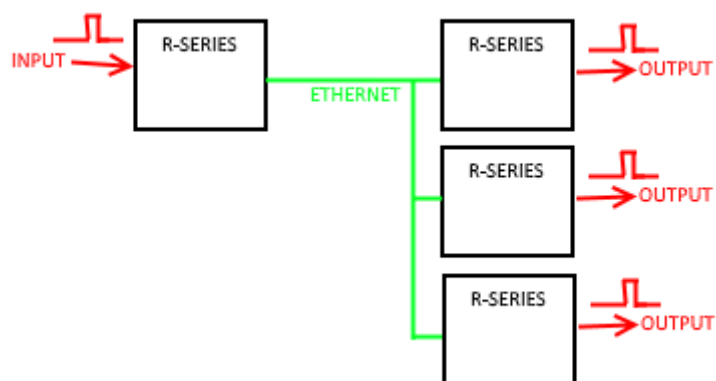 R-SERIES
INPUT
ETHERNET
R-SERIES
OUTPUT
R-SERIES
OUTPUT
R-SERIES
OUTPUT